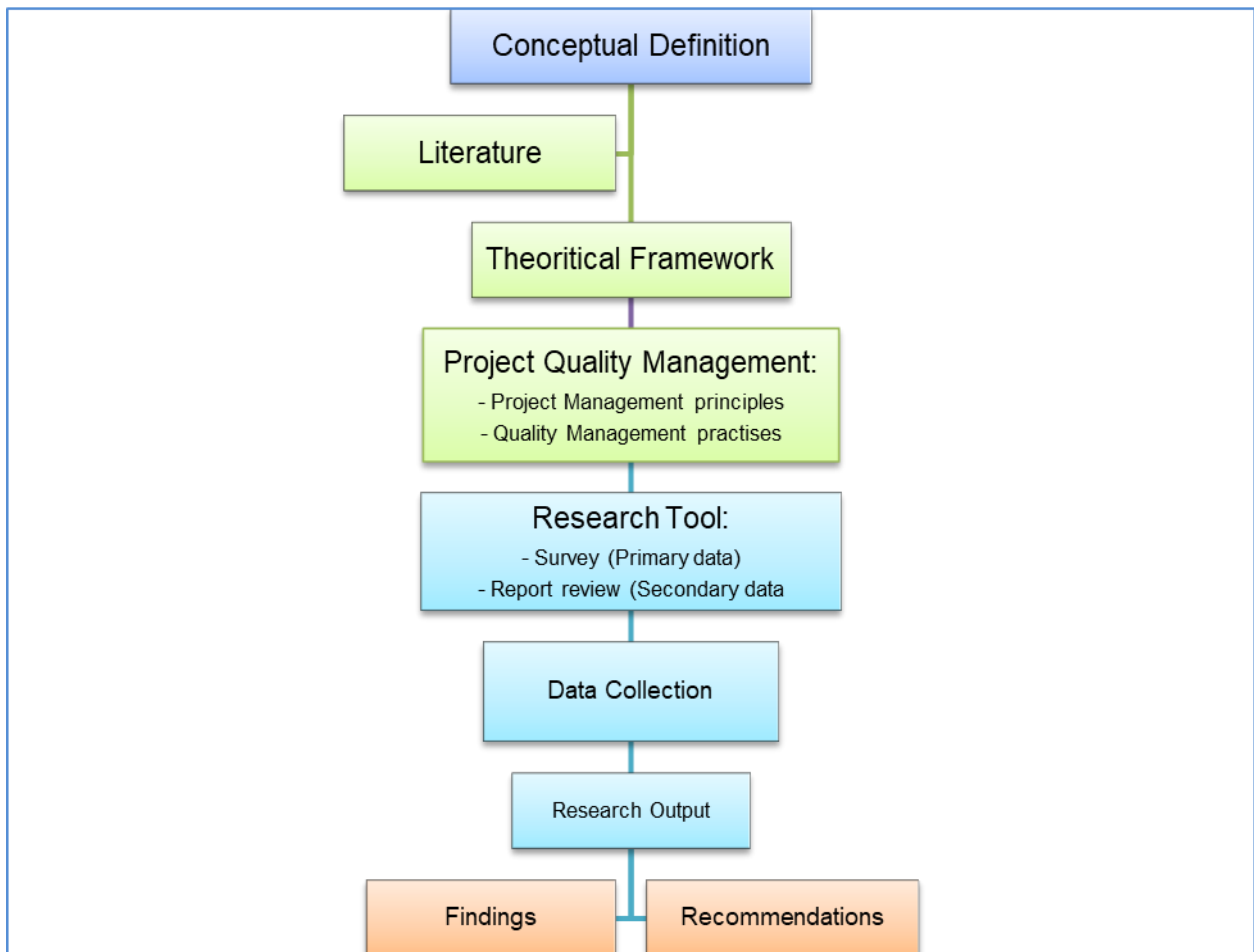 Conceptual Definition
Literature
Theoritical Framework
Project Quality Management:
- Project Management principles
- Quality Management practises
Research Tool:
- Survey (Primary data)
- Report review (Secondary data
Data Collection
Research Output
Findings
Recommendations